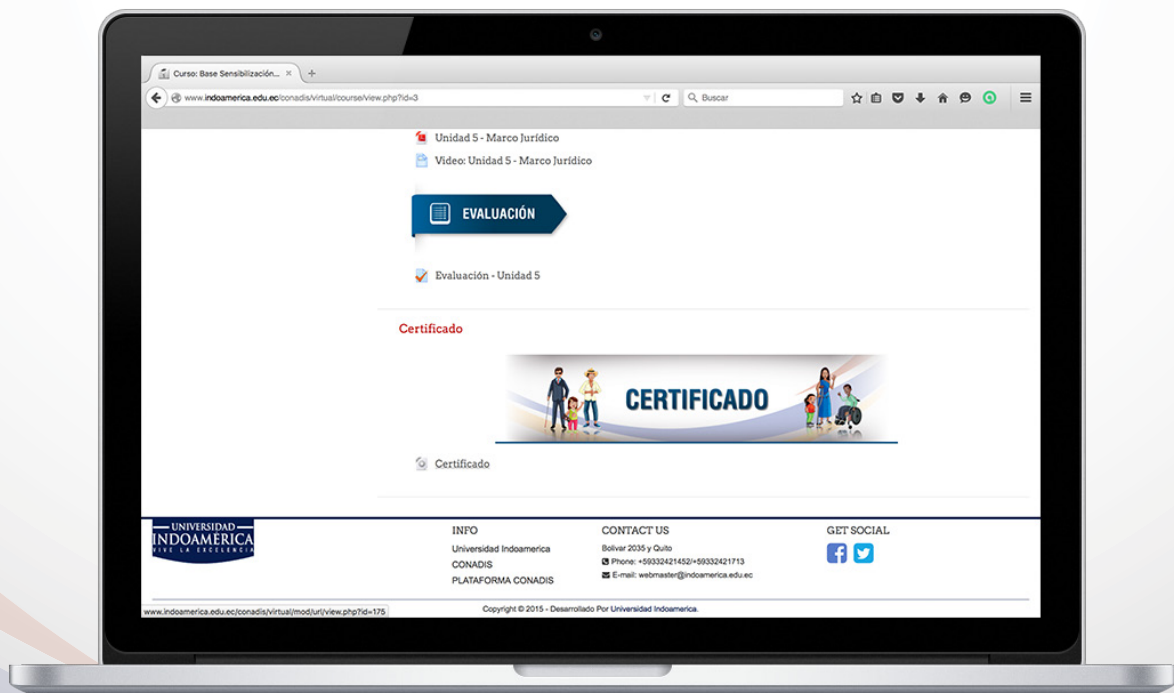 Curso: Base Sensibilización...
www.indoamerica.edu.ec/conadis/virtual/course/view.php?id=3
Buscar
Unidad 5 - Marco Jurídico
Video: Unidad 5 - Marco Jurídico
EVALUACIÓN
Evaluación - Unidad 5
Certificado
CERTIFICADO
Certificado
UNIVERSIDAD
INDOAMÉRICA
VIVE LA EXCELENCIA
INFO
Universidad Indoamerica
CONADIS
PLATAFORMA CONADIS
CONTACT US
Bolívar 2035 y Quito
Phone: +59332421452/+59332421713
E-mail: webmaster@indoamerica.edu.ec
GET SOCIAL
www.indoamerica.edu.ec/conadis/virtual/mod/url/view.php?id=175
Copyright © 2015 - Desarrollado Por Universidad Indoamerica.